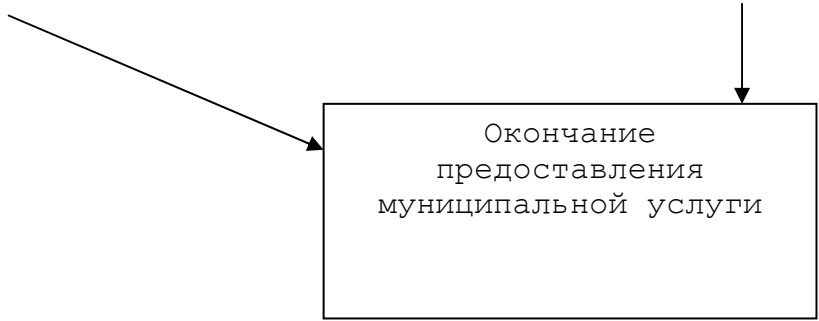 Окончание
предоставления
муниципальной услуги